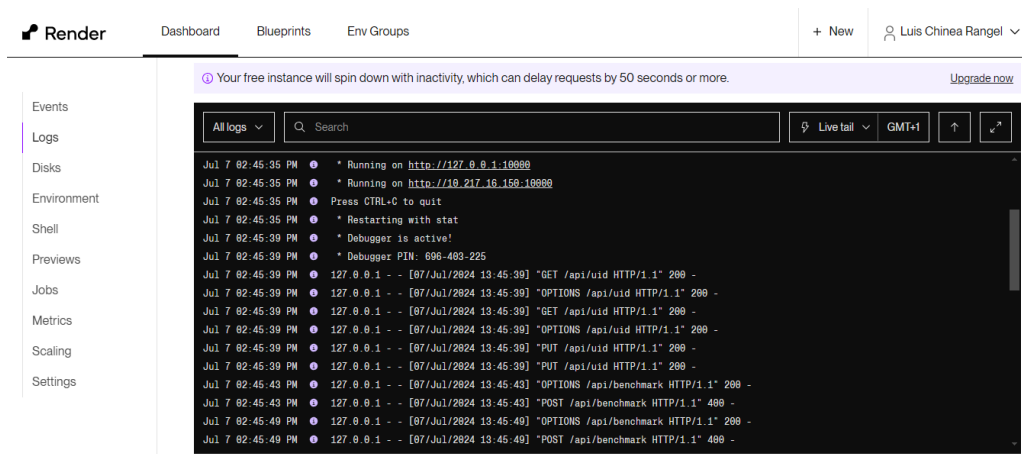 Render Dashboard Blueprints Env Groups + New Luis Chinea Rangel
Your free instance will spin down with inactivity, which can delay requests by 50 seconds or more. Upgrade now
Events
Logs
Disks
Environment
Shell
Previews
Jobs
Metrics
Scaling
Settings
All logs Search Live tail GMT+1
Jul 7 02:45:35 PM * Running on http://127.0.0.1:10000
Jul 7 02:45:35 PM * Running on http://10.217.16.150:10000
Jul 7 02:45:35 PM Press CTRL+C to quit
Jul 7 02:45:35 PM * Restarting with stat
Jul 7 02:45:39 PM * Debugger is active!
Jul 7 02:45:39 PM * Debugger PIN: 696-403-225
Jul 7 02:45:39 PM 127.0.0.1 - - [07/Jul/2024 13:45:39] "GET /api/uid HTTP/1.1" 200 -
Jul 7 02:45:39 PM 127.0.0.1 - - [07/Jul/2024 13:45:39] "OPTIONS /api/uid HTTP/1.1" 200 -
Jul 7 02:45:39 PM 127.0.0.1 - - [07/Jul/2024 13:45:39] "GET /api/uid HTTP/1.1" 200 -
Jul 7 02:45:39 PM 127.0.0.1 - - [07/Jul/2024 13:45:39] "OPTIONS /api/uid HTTP/1.1" 200 -
Jul 7 02:45:39 PM 127.0.0.1 - - [07/Jul/2024 13:45:39] "PUT /api/uid HTTP/1.1" 200 -
Jul 7 02:45:39 PM 127.0.0.1 - - [07/Jul/2024 13:45:39] "PUT /api/uid HTTP/1.1" 200 -
Jul 7 02:45:43 PM 127.0.0.1 - - [07/Jul/2024 13:45:43] "OPTIONS /api/benchmark HTTP/1.1" 200 -
Jul 7 02:45:43 PM 127.0.0.1 - - [07/Jul/2024 13:45:43] "POST /api/benchmark HTTP/1.1" 400 -
Jul 7 02:45:49 PM 127.0.0.1 - - [07/Jul/2024 13:45:49] "OPTIONS /api/benchmark HTTP/1.1" 200 -
Jul 7 02:45:49 PM 127.0.0.1 - - [07/Jul/2024 13:45:49] "POST /api/benchmark HTTP/1.1" 400 -